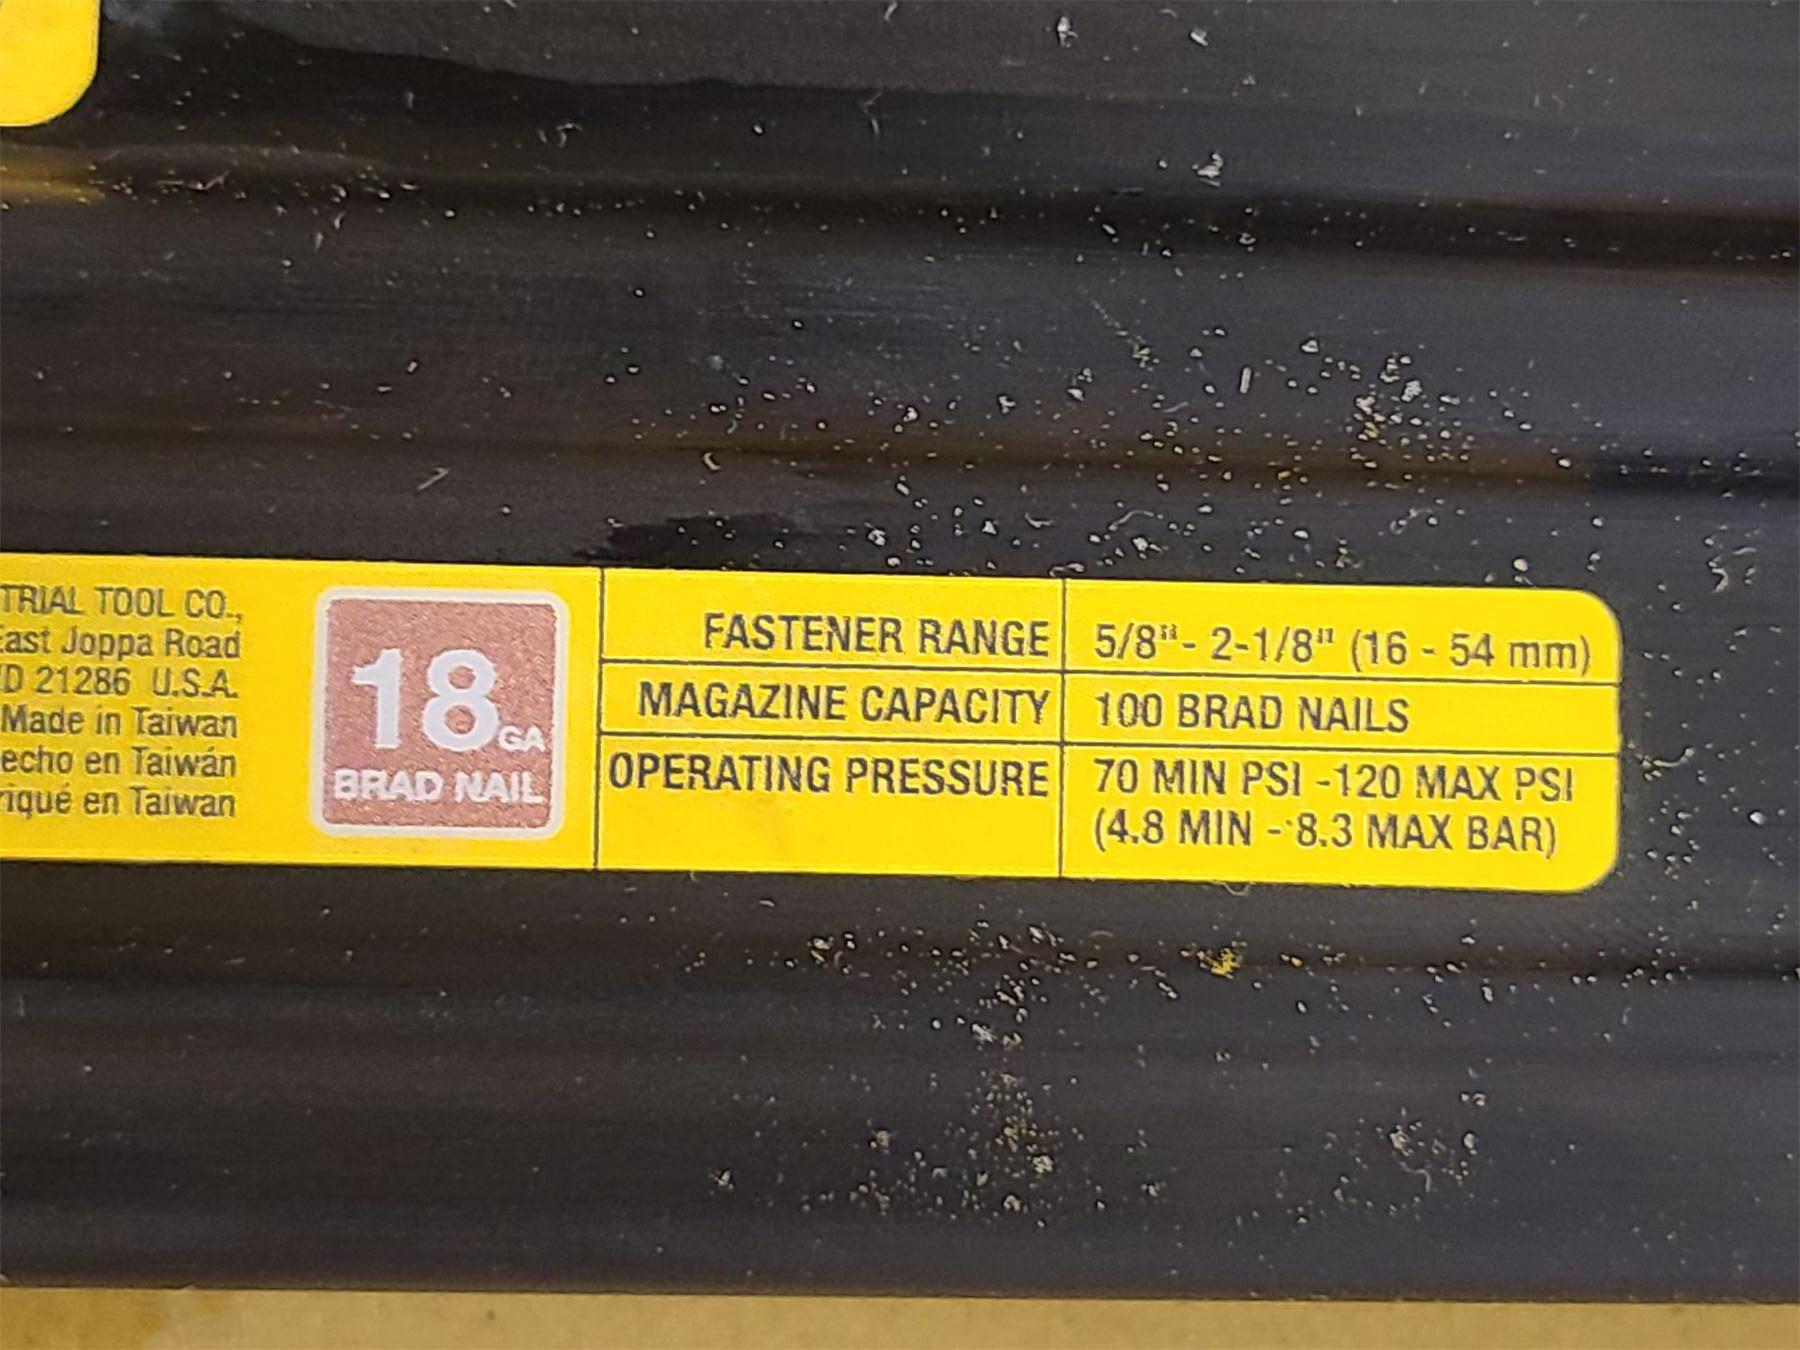 TRIAL TOOL CO.,
East Joppa Road
D 21286 U.S.A.
Made in Taiwan
echo en Taiwán
riqué en Taiwan
18 GA
BRAD NAIL
FASTENER RANGE 5/8"- 2-1/8" (16 - 54 mm)
MAGAZINE CAPACITY 100 BRAD NAILS
OPERATING PRESSURE 70 MIN PSI -120 MAX PSI
(4.8 MIN - 8.3 MAX BAR)